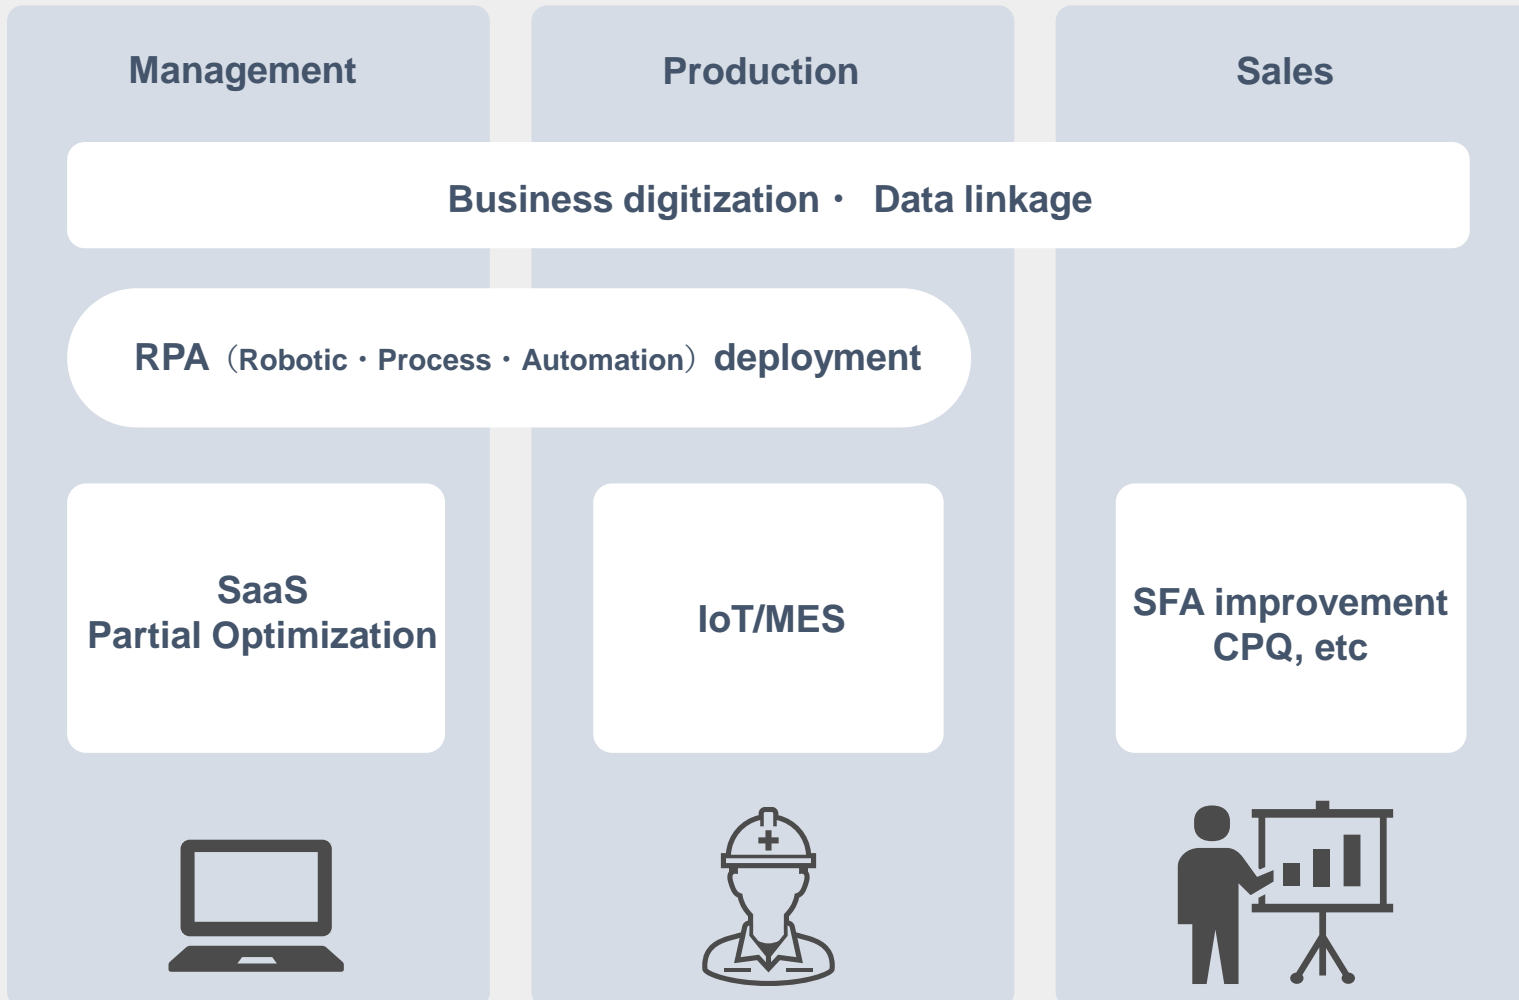 Management
Production
Sales
Business digitization・ Data linkage
RPA（Robotic・Process・Automation）deployment
SaaS
Partial Optimization
IoT/MES
SFA improvement
CPQ, etc